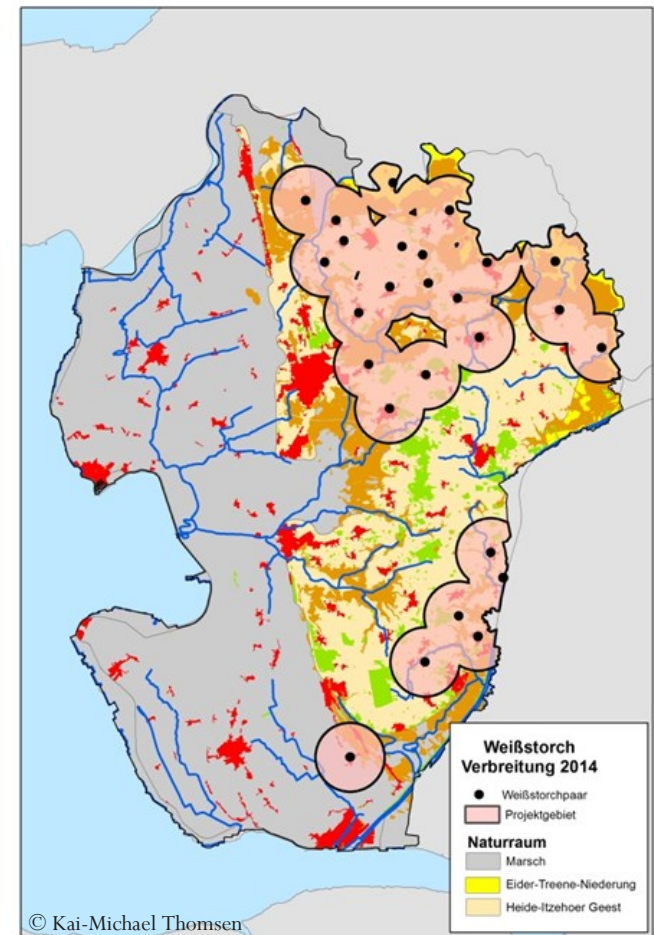 Weißstorch
Verbreitung 2014
Weißstorchpaar
Projektgebiet
Naturraum
Marsch
Eider-Treene-Niederung
Heide-Itzehoer Geest
© Kai-Michael Thomsen